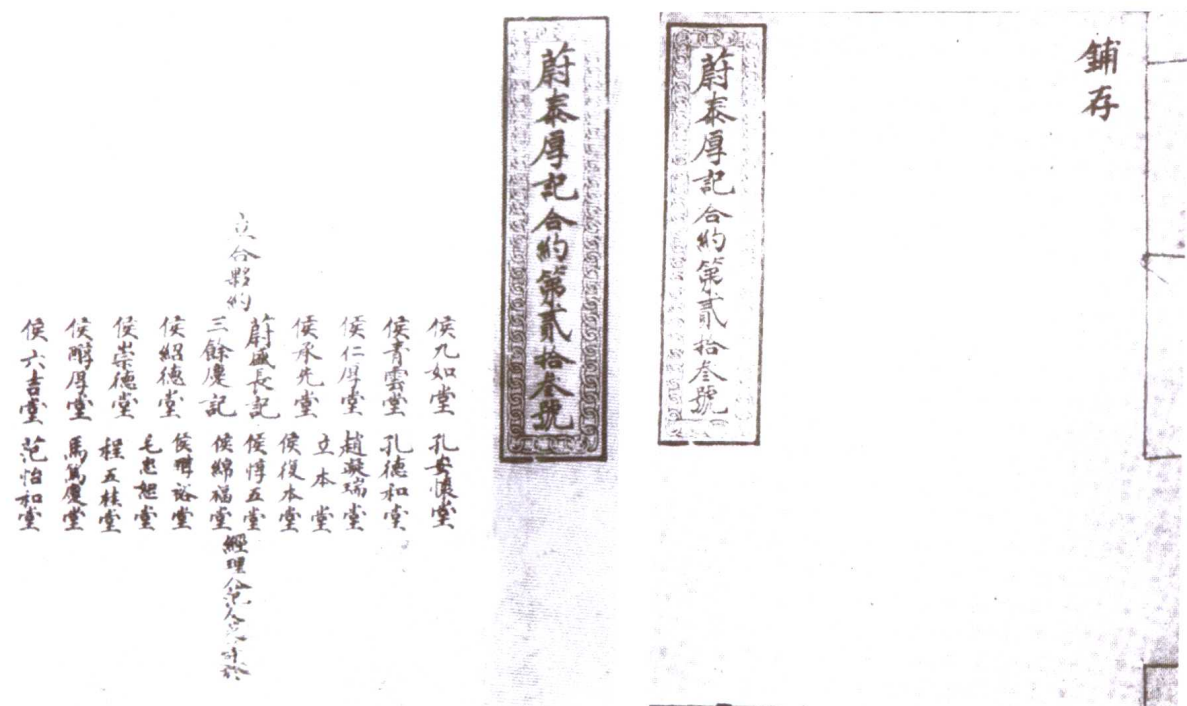 鋪存
蔚泰厚記合約第貳拾叁號
蔚泰厚記合約第貳拾叁號
立合夥約
侯九如堂
侯青雲堂
侯仁厚堂
侯承先堂
蔚盛長記
三餘慶記
侯紹德堂
侯崇德堂
侯醇厚堂
侯六吉堂
孔安懷堂
孔德和堂
趙凝瑞堂
立本堂
侯復本堂
侯惇五堂
侯綿福堂
侯裕堂
毛忠恕堂
程五桂堂
馬篤慶堂
范怡和堂
經理